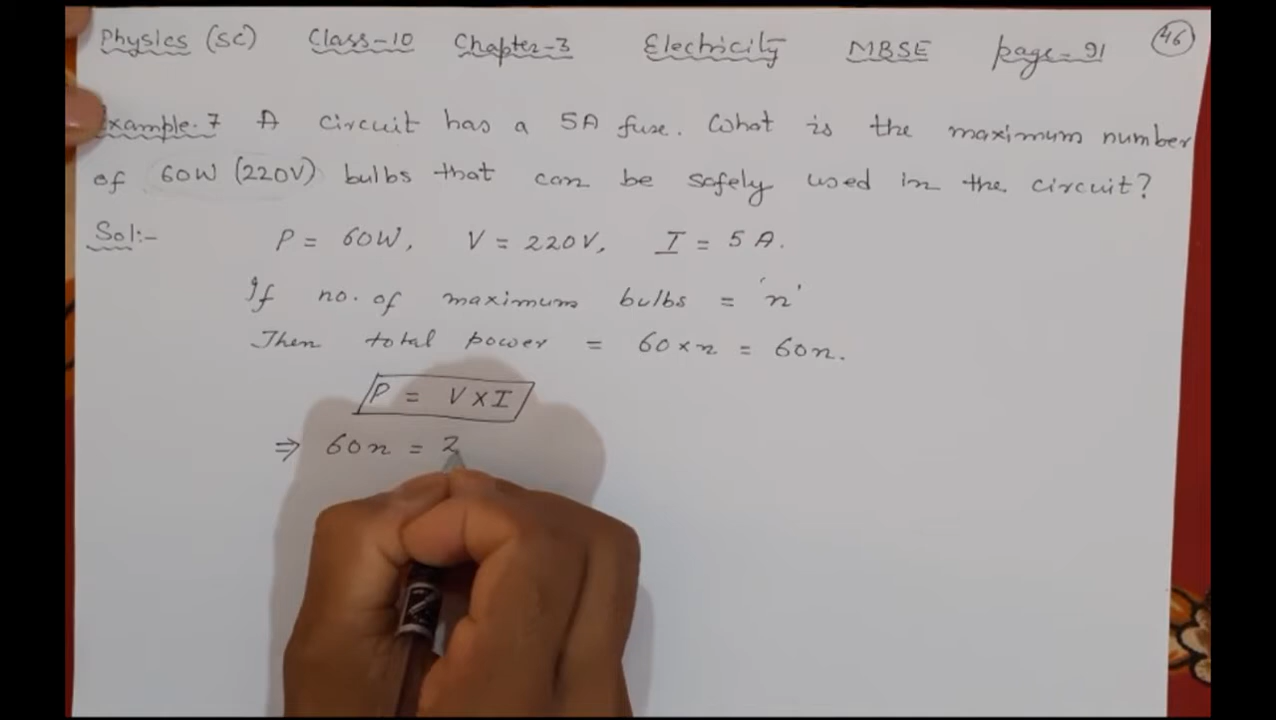 Physics (SC) Class-10 Chapter-3 Electricity MBSE page-91 46
Example.7 A circuit has a 5A fuse. What is the maximum number
of 60W (220V) bulbs that can be safely used in the circuit?
Sol:-
P = 60W, V = 220V, I = 5A.
If no. of maximum bulbs = 'n'
Then total power = 60×n = 60n.
P = V×I
⇒ 60n = 2